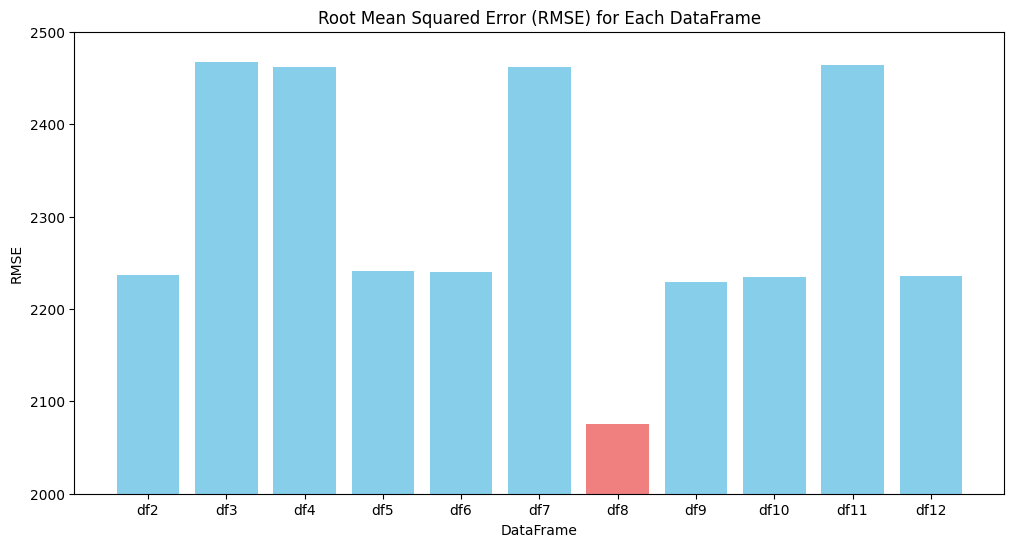 Root Mean Squared Error (RMSE) for Each DataFrame
2500
2400
2300
2200
2100
2000
RMSE
df2 df3 df4 df5 df6 df7 df8 df9 df10 df11 df12
DataFrame